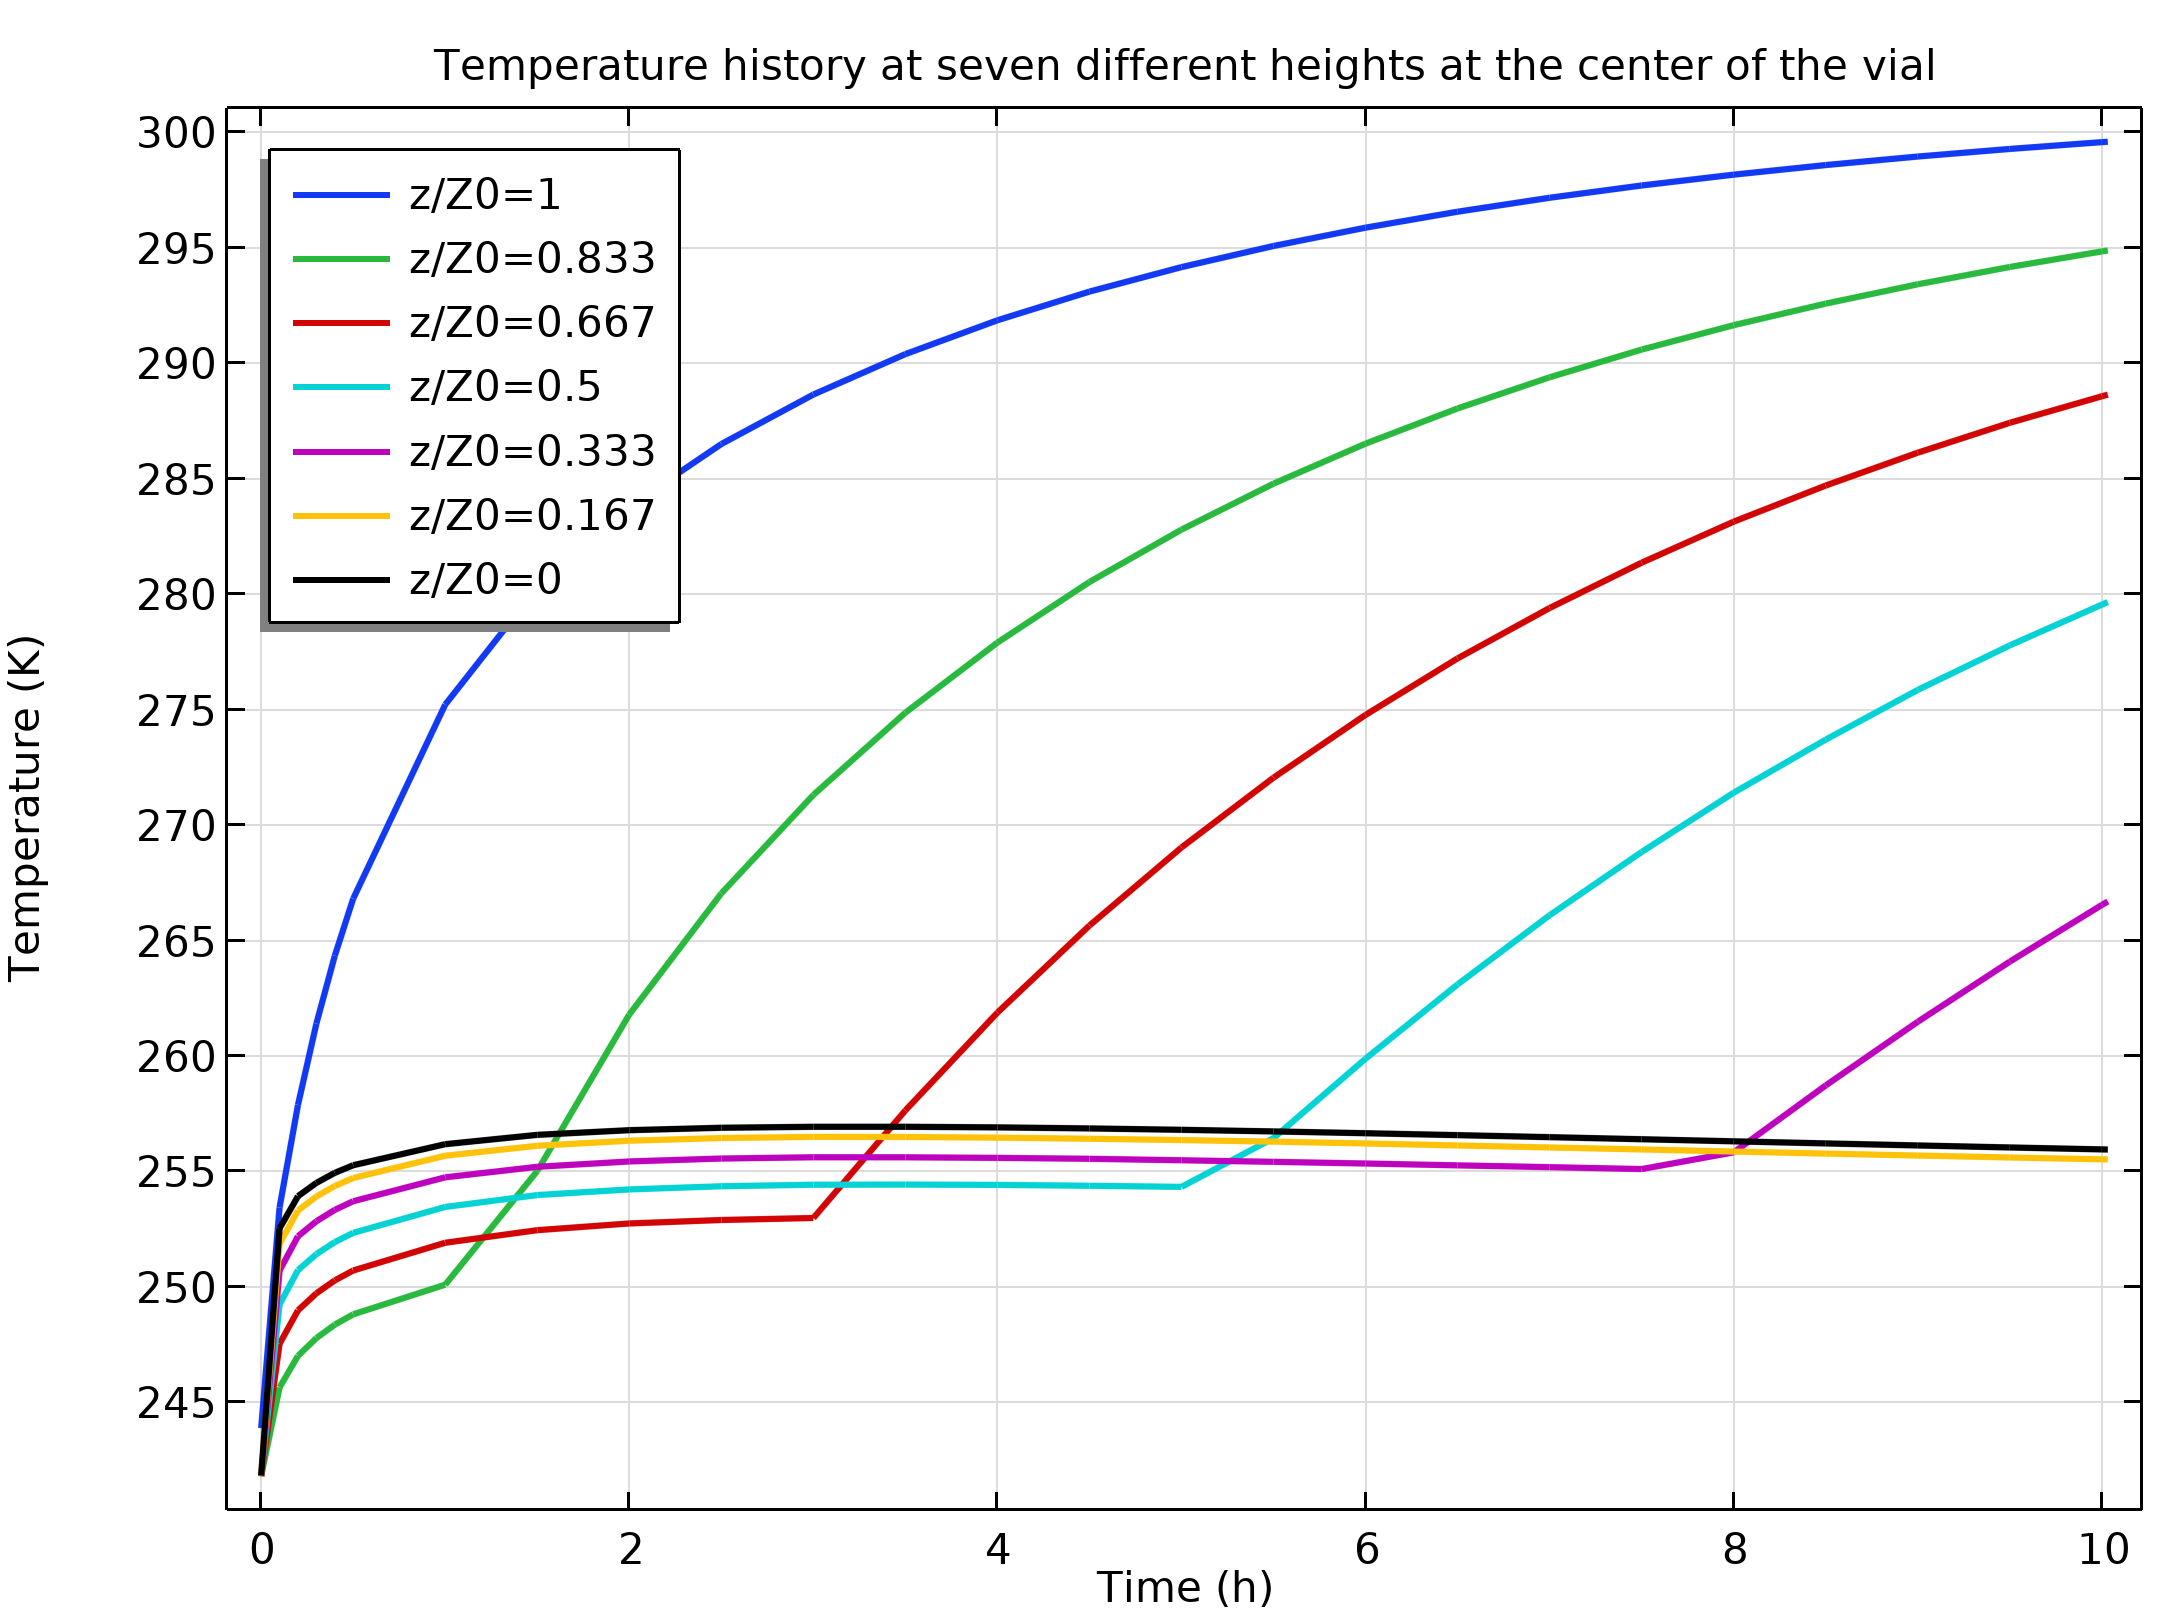 Temperature history at seven different heights at the center of the vial
300
295
290
285
280
275
270
265
260
255
250
245
Temperature (K)
z/Z0=1
z/Z0=0.833
z/Z0=0.667
z/Z0=0.5
z/Z0=0.333
z/Z0=0.167
z/Z0=0
0 2 4 6 8 10
Time (h)